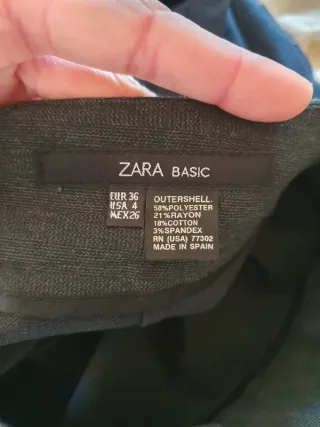 ZARA BASIC
EUR 36
USA 4
MEX 26
OUTERSHELL
58%POLYESTER
21%RAYON
18%COTTON
3%SPANDEX
RN (USA) 77302
MADE IN SPAIN